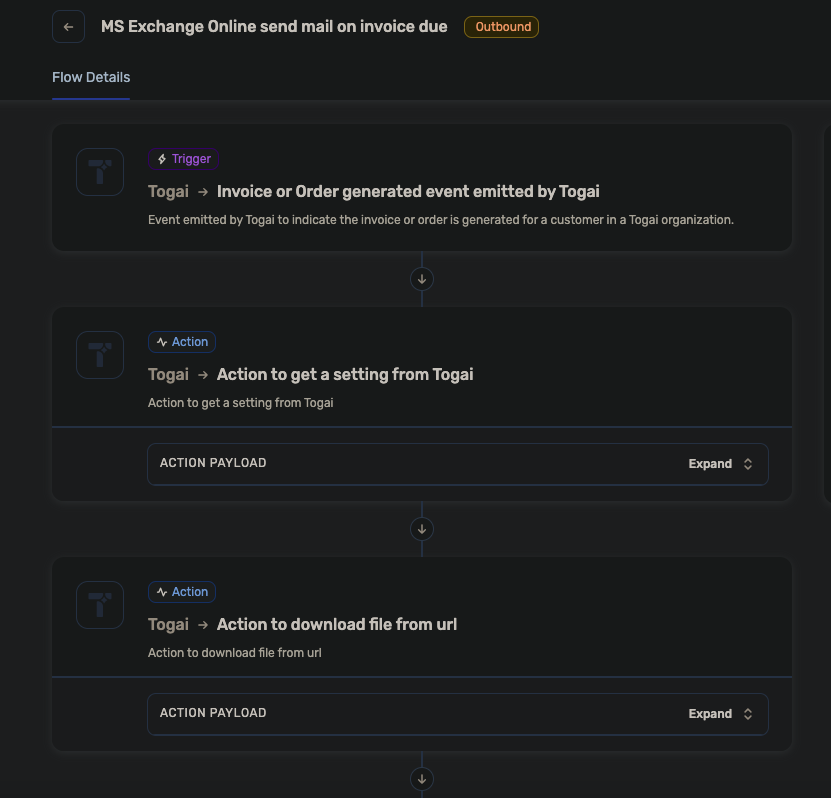 MS Exchange Online send mail on invoice due Outbound
Flow Details
Trigger
Togai → Invoice or Order generated event emitted by Togai
Event emitted by Togai to indicate the invoice or order is generated for a customer in a Togai organization.
Action
Togai → Action to get a setting from Togai
Action to get a setting from Togai
ACTION PAYLOAD Expand
Action
Togai → Action to download file from url
Action to download file from url
ACTION PAYLOAD Expand